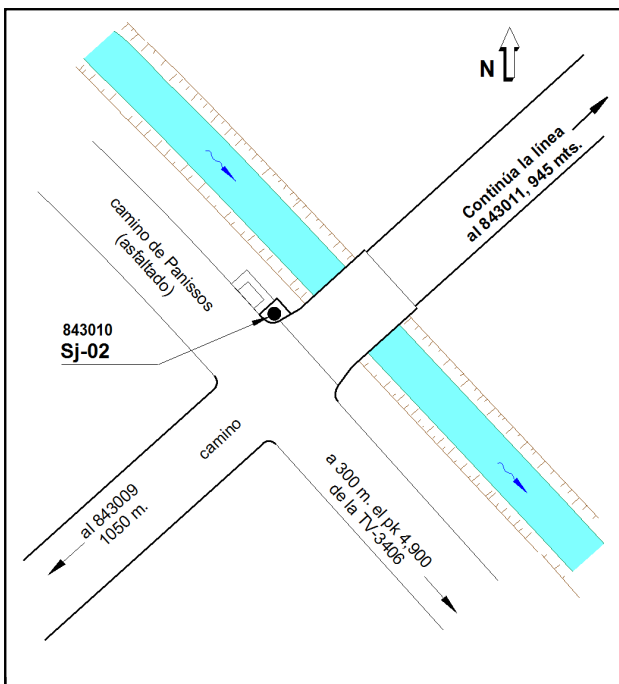 N
Continúa la línea
al 843011, 945 mts.
camino de Panissos
(asfaltado)
843010
Sj-02
camino
al 843009
1050 m.
a 300 m. el pk 4,900
de la TV-3406